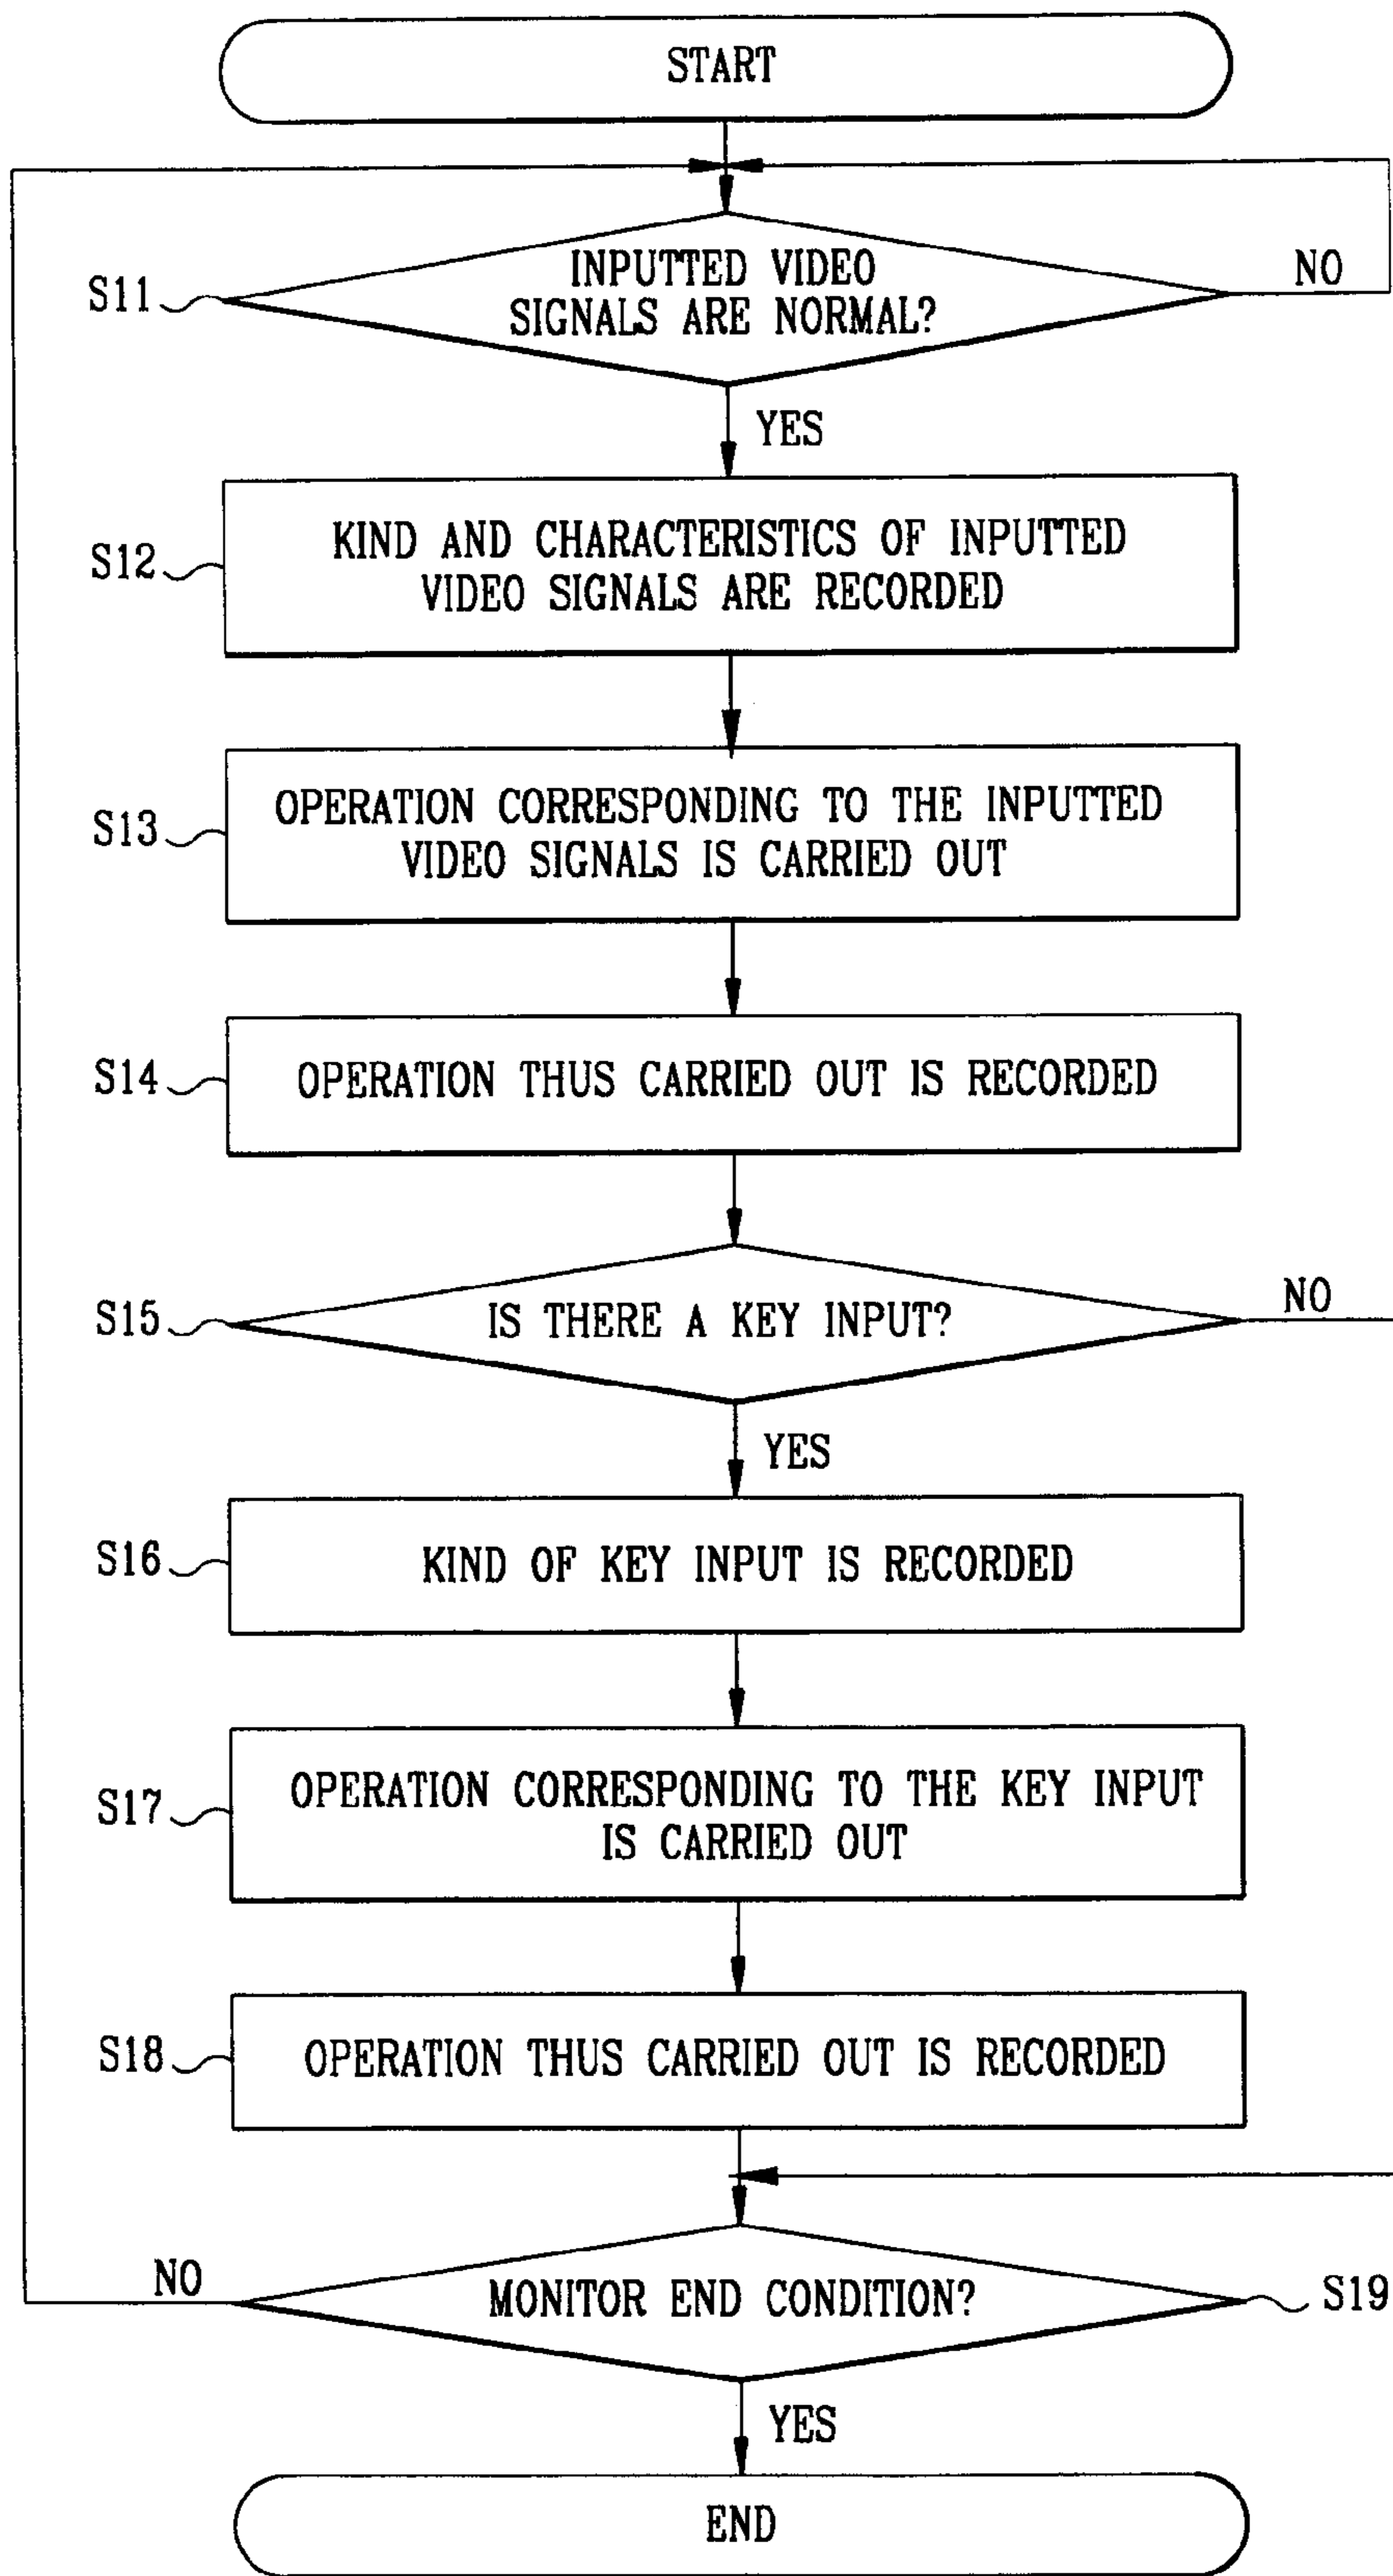 START
INPUTTED VIDEO
SIGNALS ARE NORMAL?
S11
NO
YES
KIND AND CHARACTERISTICS OF INPUTTED
VIDEO SIGNALS ARE RECORDED
S12
OPERATION CORRESPONDING TO THE INPUTTED
VIDEO SIGNALS IS CARRIED OUT
S13
S14
OPERATION THUS CARRIED OUT IS RECORDED
S15
IS THERE A KEY INPUT?
NO
YES
S16
KIND OF KEY INPUT IS RECORDED
S17
OPERATION CORRESPONDING TO THE KEY INPUT
IS CARRIED OUT
S18
OPERATION THUS CARRIED OUT IS RECORDED
NO
MONITOR END CONDITION?
S19
YES
END